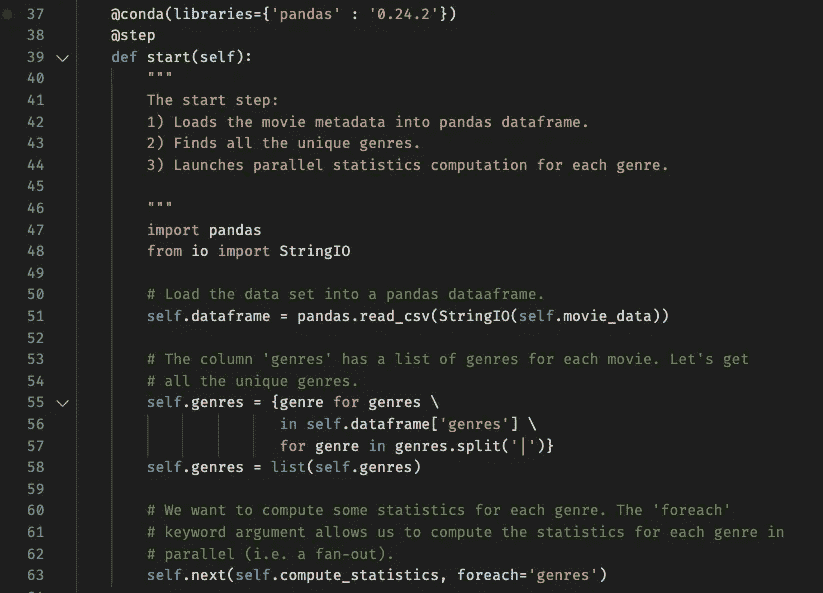 37 @conda(libraries={'pandas' : '0.24.2'})
38 @step
39 def start(self):
40 """
41 The start step:
42 1) Loads the movie metadata into pandas dataframe.
43 2) Finds all the unique genres.
44 3) Launches parallel statistics computation for each genre.
45
46 """
47 import pandas
48 from io import StringIO
49
50 # Load the data set into a pandas dataaframe.
51 self.dataframe = pandas.read_csv(StringIO(self.movie_data))
52
53 # The column 'genres' has a list of genres for each movie. Let's get
54 # all the unique genres.
55 self.genres = {genre for genres \
56 in self.dataframe['genres'] \
57 for genre in genres.split('|')}
58 self.genres = list(self.genres)
59
60 # We want to compute some statistics for each genre. The 'foreach'
61 # keyword argument allows us to compute the statistics for each genre in
62 # parallel (i.e. a fan-out).
63 self.next(self.compute_statistics, foreach='genres')